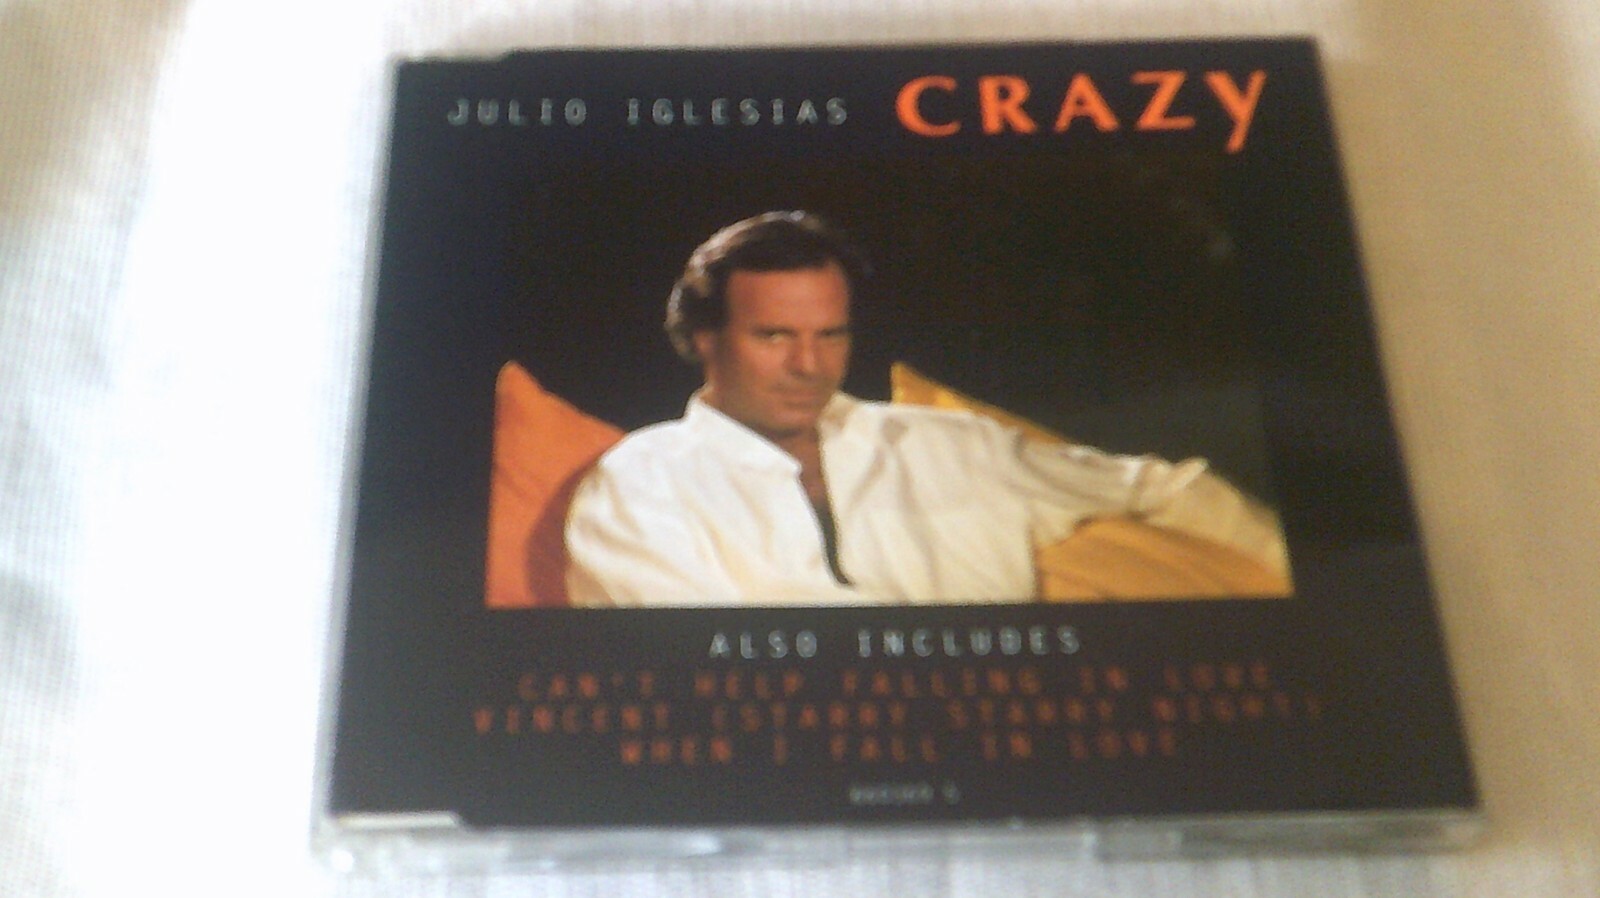 JULIO IGLESIAS CRAZY
ALSO INCLUDES
CAN'T HELP FALLING IN LOVE
VINCENT (STARRY STARRY NIGHT)
WHEN I FALL IN LOVE